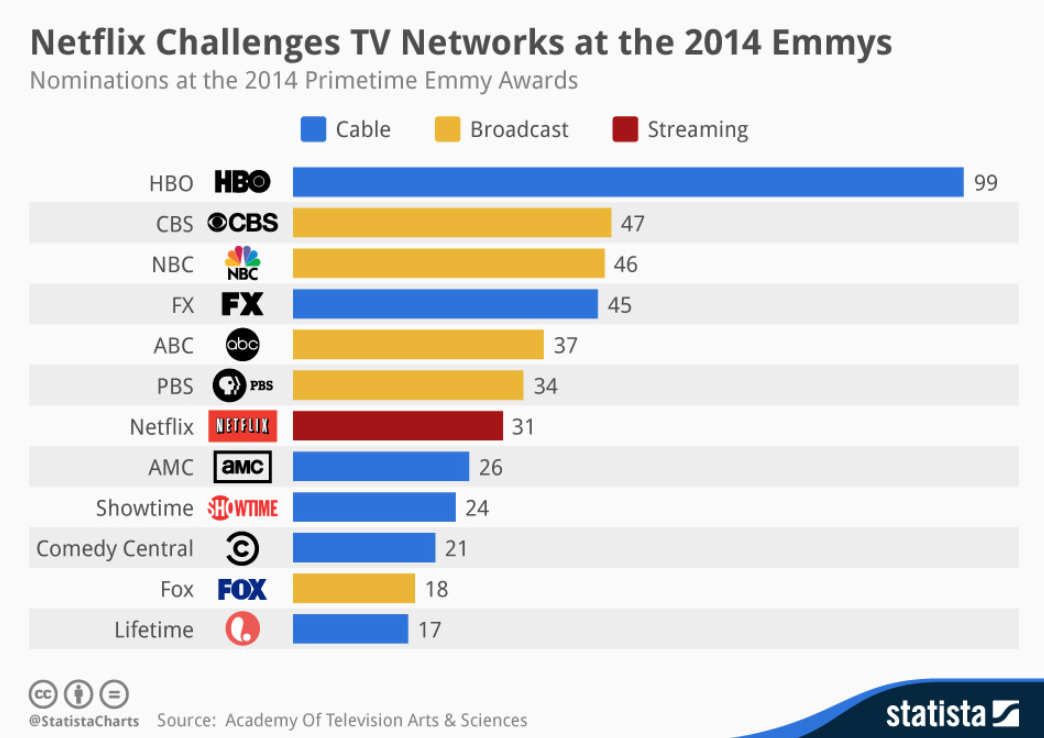 Netflix Challenges TV Networks at the 2014 Emmys
Nominations at the 2014 Primetime Emmy Awards
Cable Broadcast Streaming
HBO HBO 99
CBS CBS 47
NBC NBC 46
FX FX 45
ABC abc 37
PBS PBS 34
Netflix NETFLIX 31
AMC aMC 26
Showtime SHOWTIME 24
Comedy Central C 21
Fox FOX 18
Lifetime L. 17
cc =
@StatistaCharts Source: Academy Of Television Arts & Sciences
statista